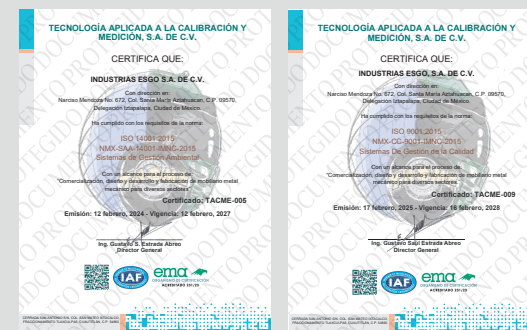 TECNOLOGÍA APLICADA A LA CALIBRACIÓN Y
MEDICIÓN, S.A. DE C.V.
CERTIFICA QUE:
INDUSTRIAS ESGO S.A. DE C.V.
Con dirección en:
Narciso Mendoza No. 672, Col. Santa María Aztahuacan, C.P. 09570,
Delegación Iztapalapa, Ciudad de México.
Ha cumplido con los requisitos de la norma:
ISO 14001:2015
NMX-SAA-14001-IMNC-2015
Sistemas de Gestión Ambiental
Con un alcance para el proceso de
"Comercialización, diseño y desarrollo y fabricación de mobiliario metal
mecánico para diversos sectores"
Certificado: TACME-005
Emisión: 12 febrero, 2024 - Vigencia: 12 febrero, 2027
Ing. Gustavo S. Estrada Abreo
Director General
IAF
ema
ORGANISMO DE CERTIFICACIÓN
TECNOLOGÍA APLICADA A LA CALIBRACIÓN Y
MEDICIÓN, S.A. DE C.V.
CERTIFICA QUE:
INDUSTRIAS ESGO, S.A. DE C.V.
Con dirección en:
Narciso Mendoza No. 672, Col. Santa María Aztahuacan, C.P. 09570,
Delegación Iztapalapa, Ciudad de México.
Ha cumplido con los requisitos de la norma:
ISO 9001:2015
NMX-CC-9001-IMNC-2015
Sistemas De Gestión de la Calidad
Con un alcance para el proceso de
"Comercialización, diseño y desarrollo y fabricación de mobiliario metal
mecánico para diversos sectores"
Certificado: TACME-009
Emisión: 17 febrero, 2025 - Vigencia: 16 febrero, 2028
Ing. Gustavo Saúl Estrada Abreo
Director General
IAF
ema
ORGANISMO DE CERTIFICACIÓN